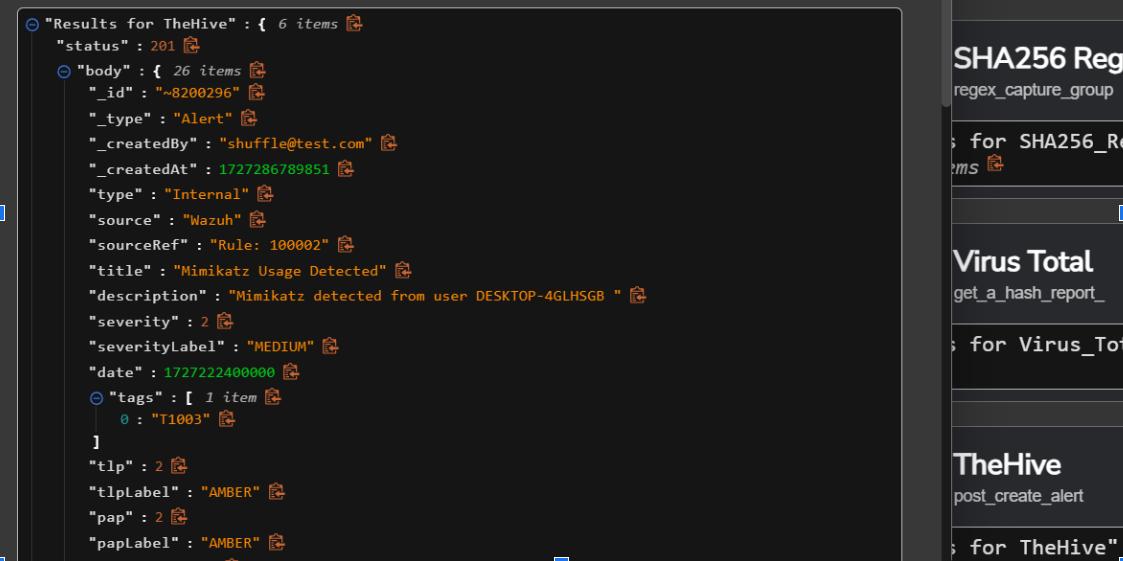 "Results for TheHive" : { 6 items
"status" : 201
"body" : { 26 items
"_id" : "~8200296"
"_type" : "Alert"
"_createdBy" : "shuffle@test.com"
"_createdAt" : 1727286789851
"type" : "Internal"
"source" : "Wazuh"
"sourceRef" : "Rule: 100002"
"title" : "Mimikatz Usage Detected"
"description" : "Mimikatz detected from user DESKTOP-4GLHSGB "
"severity" : 2
"severityLabel" : "MEDIUM"
"date" : 1727222400000
"tags" : [ 1 item
0 : "T1003"
]
"tlp" : 2
"tlpLabel" : "AMBER"
"pap" : 2
"papLabel" : "AMBER"
SHA256 Reg
regex_capture_group
s for SHA256_Re
ems
Virus Total
get_a_hash_report_
s for Virus_Tot
TheHive
post_create_alert
s for TheHive"